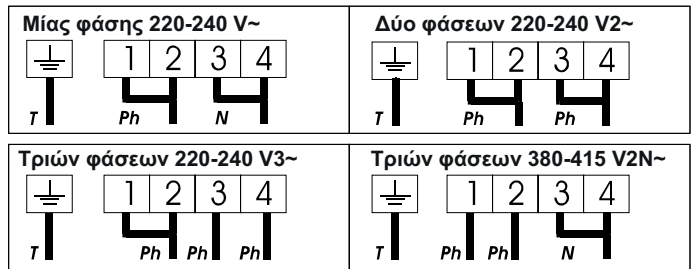 Μίας φάσης 220-240 V~
1 2 3 4
T Ph N
Δύο φάσεων 220-240 V2~
1 2 3 4
T Ph Ph
Τριών φάσεων 220-240 V3~
1 2 3 4
T Ph Ph Ph
Τριών φάσεων 380-415 V2N~
1 2 3 4
T Ph Ph N